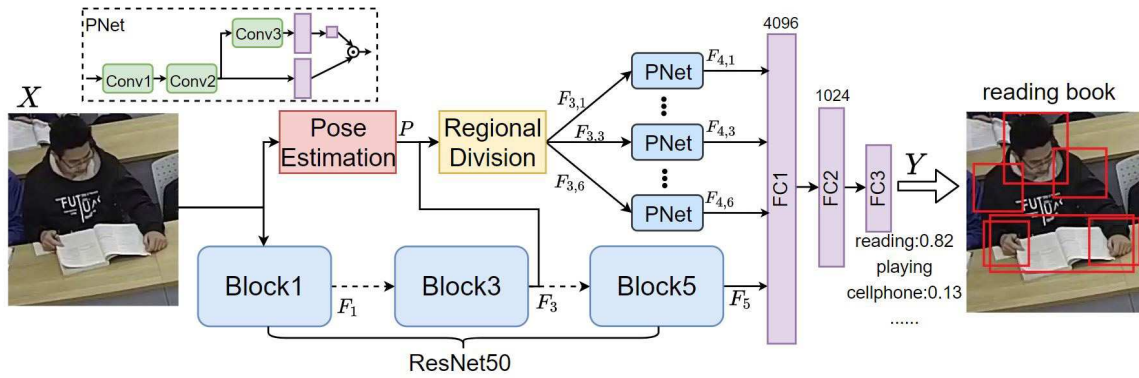 PNet
Conv3
Conv1
Conv2
X
FUT
Pose
Estimation
P
Regional
Division
F3,1
F3,3
F3,6
PNet
PNet
PNet
F4,1
F4,3
F4,6
Block1
F1
Block3
F3
Block5
F5
ResNet50
4096
FC1
1024
FC2
FC3
Y
reading:0.82
playing
cellphone:0.13
......
reading book